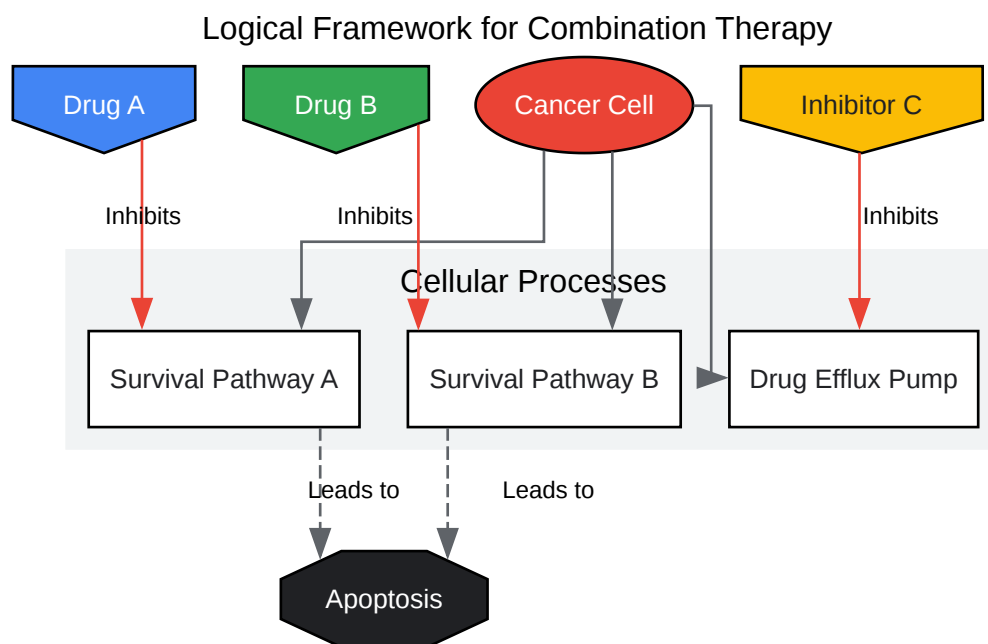 Logical Framework for Combination Therapy
Drug A
Drug B
Cancer Cell
Inhibitor C
Inhibits
Inhibits
Inhibits
Cellular Processes
Survival Pathway A
Survival Pathway B
Drug Efflux Pump
Leads to
Leads to
Apoptosis